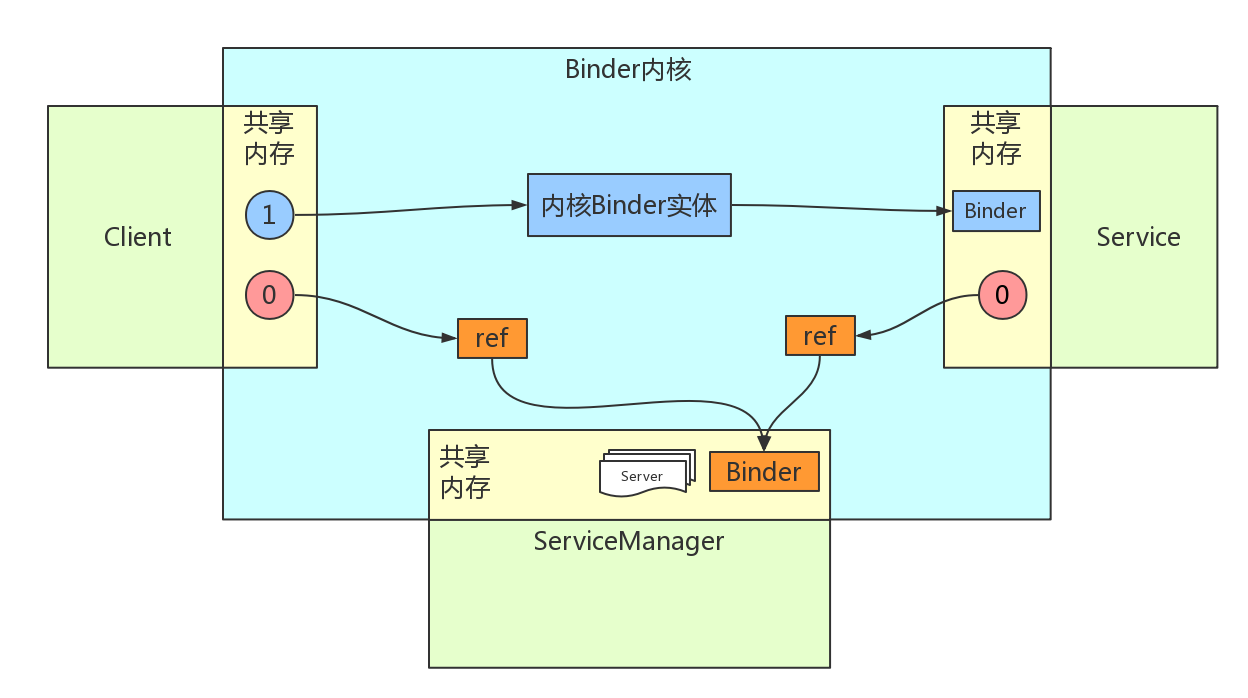 Binder内核
共享
内存
共享
内存
1
内核Binder实体
Binder
Client
Service
0
0
ref
ref
共享
内存
Server
Binder
ServiceManager